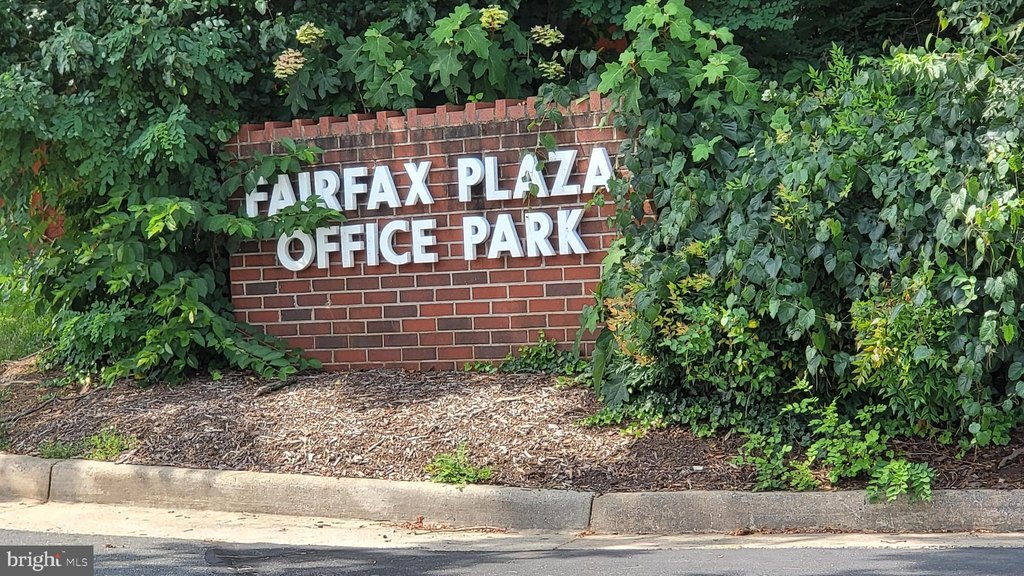 FAIRFAX PLAZA
OFFICE PARK
bright MLS